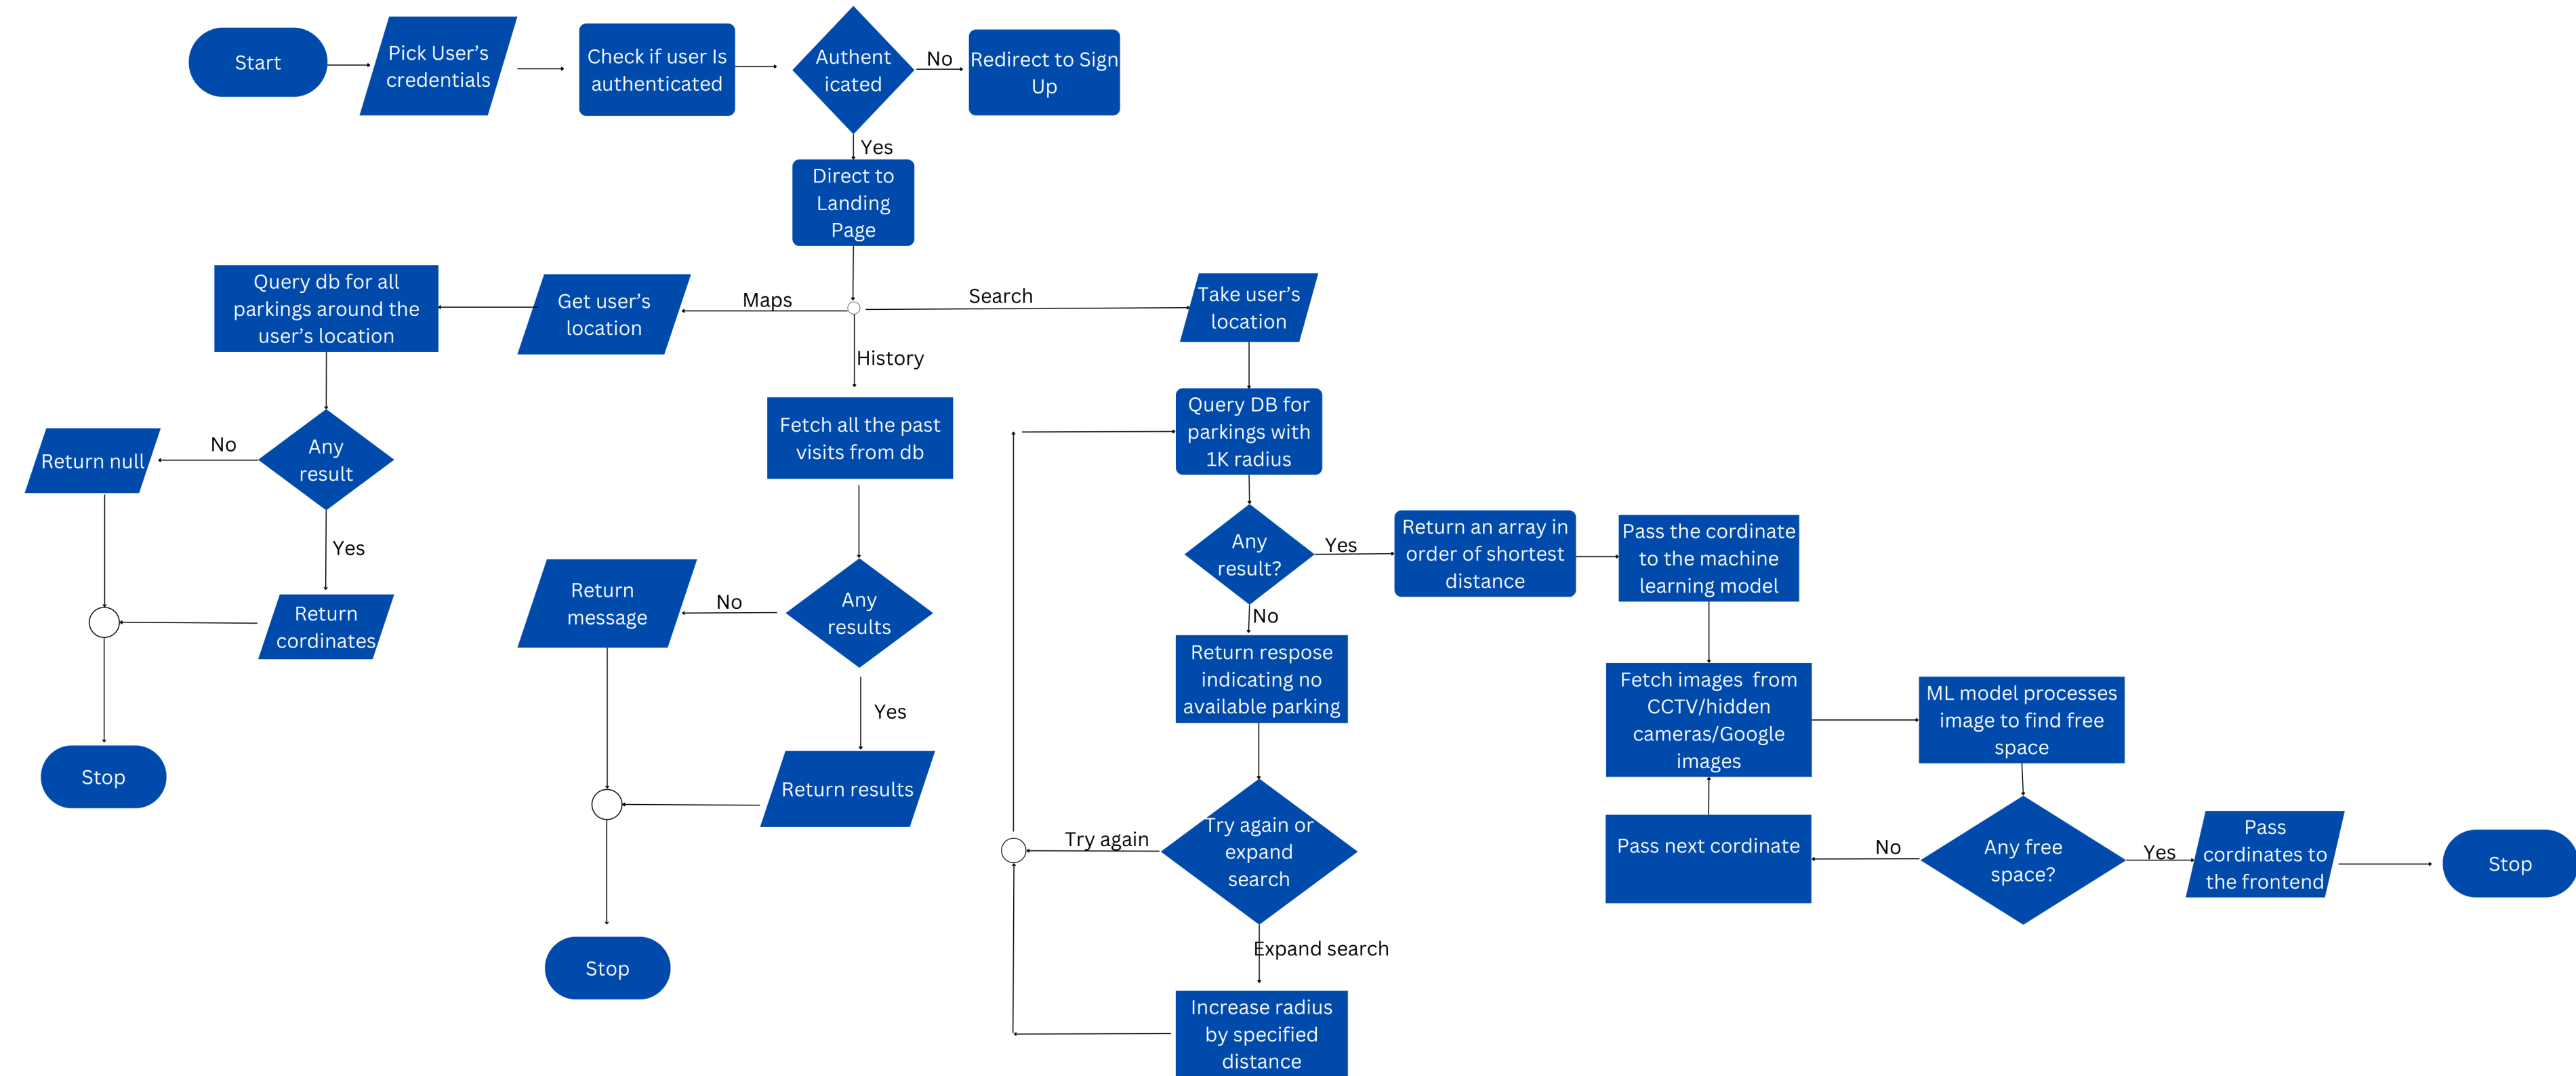 Start
Pick User’s
credentials
Check if user Is
authenticated
Authent
icated
No
Redirect to Sign
Up
Yes
Direct to
Landing
Page
Query db for all
parkings around the
user’s location
Get user’s
location
Maps
Search
Take user’s
location
History
Any
result
No
Return null
Yes
Return
cordinates
Stop
Fetch all the past
visits from db
Any
results
No
Return
message
Yes
Return results
Stop
Query DB for
parkings with
1K radius
Any
result?
Yes
Return an array in
order of shortest
distance
Pass the cordinate
to the machine
learning model
No
Return respose
indicating no
available parking
Try again or
expand
search
Try again
Expand search
Increase radius
by specified
distance
Fetch images from
CCTV/hidden
cameras/Google
images
ML model processes
image to find free
space
Any free
space?
No
Pass next cordinate
Yes
Pass
cordinates to
the frontend
Stop